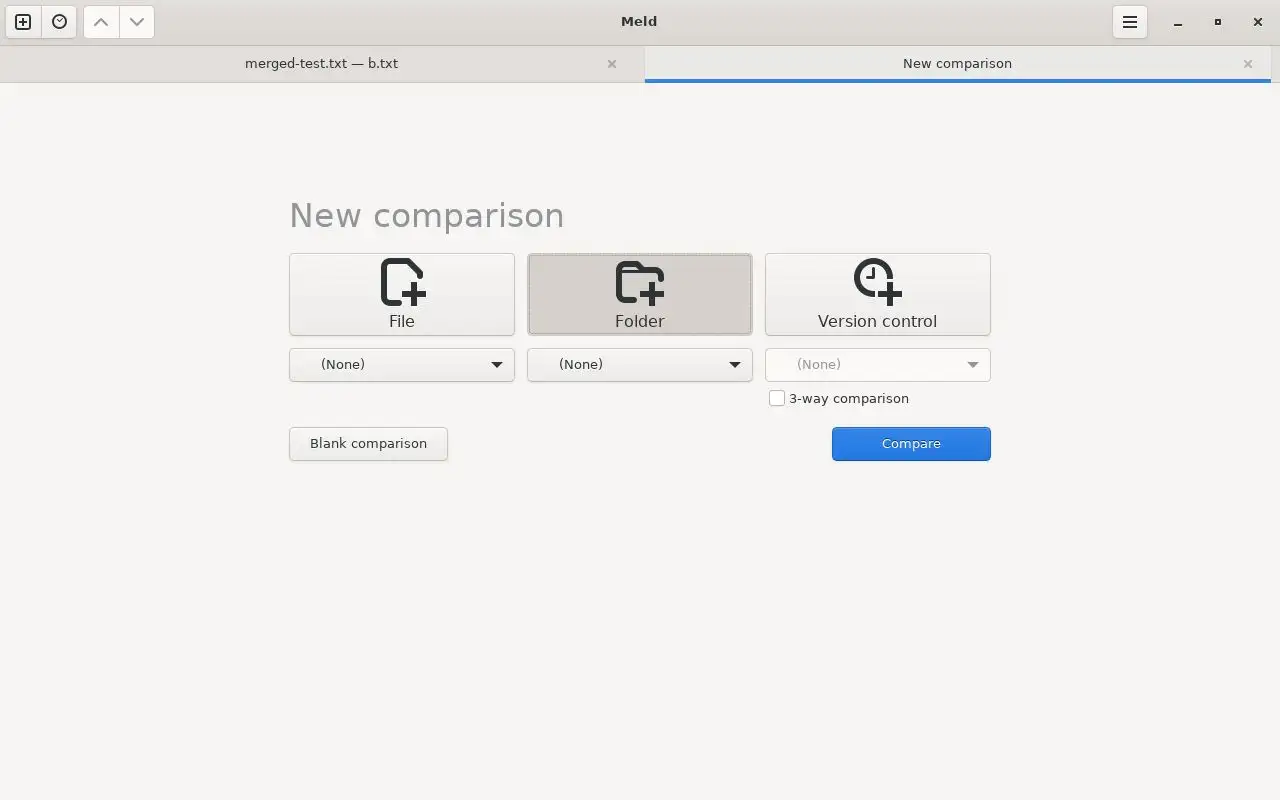 Meld
merged-test.txt — b.txt
New comparison
New comparison
File
Folder
Version control
(None)
(None)
(None)
3-way comparison
Blank comparison
Compare